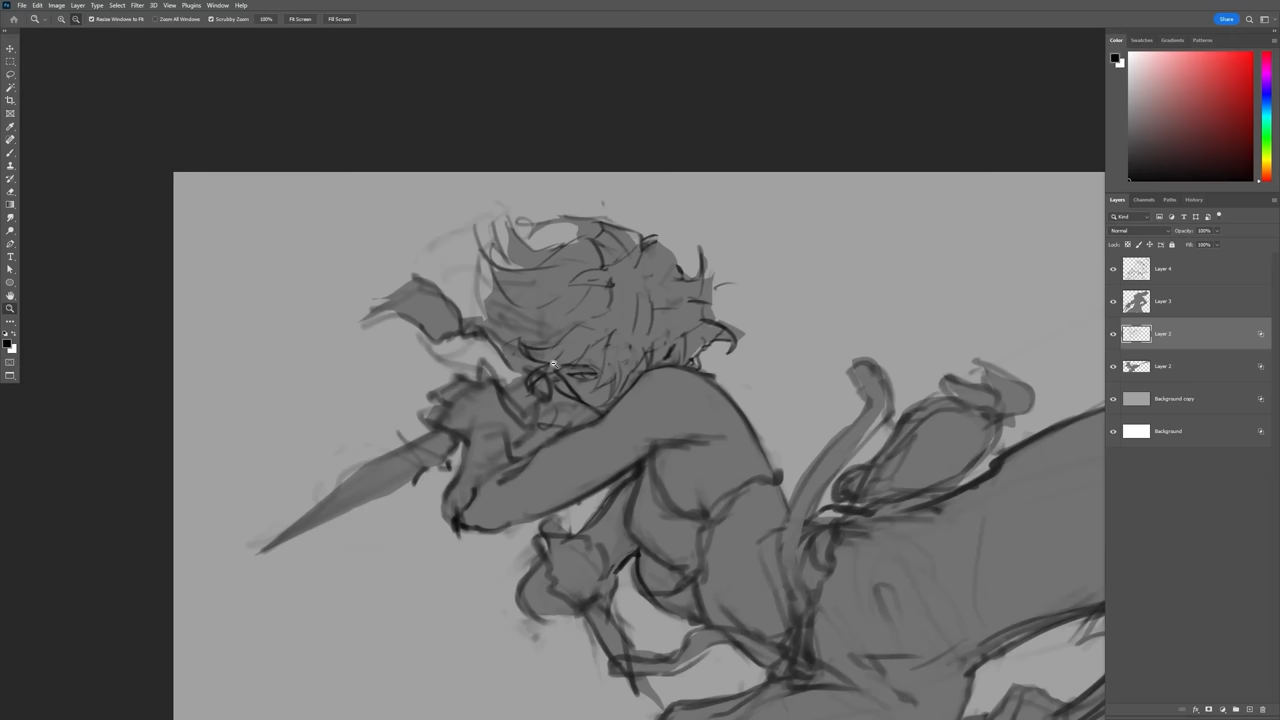 Ps File Edit Image Layer Type Select Filter 3D View Plugins Window Help
Resize Windows to Fit Zoom All Windows Scrubby Zoom 100% Fit Screen Fill Screen Share
Color Swatches Gradients Patterns
Layers Channels Paths History
Kind
Normal Opacity: 100%
Lock: Fill: 100%
Layer 4
Layer 3
Layer 2
Layer 2
Background copy
Background